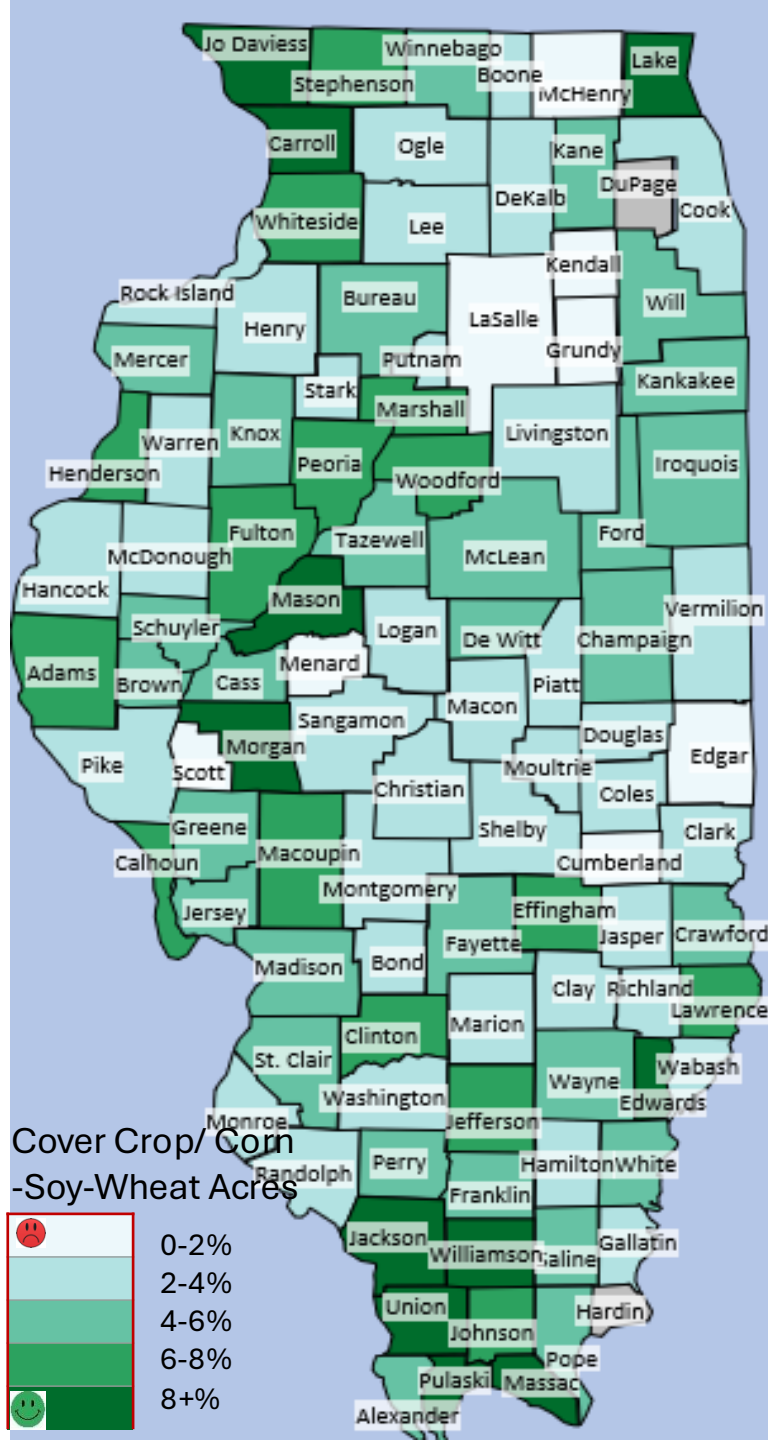 Jo Daviess
Stephenson
Winnebago
Boone
McHenry
Lake
Carroll
Ogle
Kane
DeKalb
DuPage
Cook
Whiteside
Lee
Kendall
Rock Island
Bureau
Henry
LaSalle
Will
Grundy
Mercer
Putnam
Stark
Kankakee
Marshall
Knox
Warren
Livingston
Henderson
Peoria
Woodford
Iroquois
Fulton
Tazewell
Ford
McDonough
McLean
Hancock
Mason
Vermilion
Schuyler
Logan
De Witt
Champaign
Menard
Adams
Brown
Cass
Piatt
Macon
Sangamon
Douglas
Morgan
Edgar
Pike
Scott
Moultrie
Christian
Coles
Greene
Shelby
Clark
Macoupin
Calhoun
Cumberland
Montgomery
Jersey
Effingham
Jasper
Crawford
Fayette
Madison
Bond
Clay
Richland
Lawrence
Marion
Clinton
St. Clair
Wabash
Wayne
Washington
Edwards
Monroe
Jefferson
Randolph
Perry
Hamilton
White
Franklin
Jackson
Williamson
Saline
Gallatin
Union
Hardin
Johnson
Pope
Pulaski
Massac
Alexander
Cover Crop/ Corn
-Soy-Wheat Acres
0-2%
2-4%
4-6%
6-8%
8+%